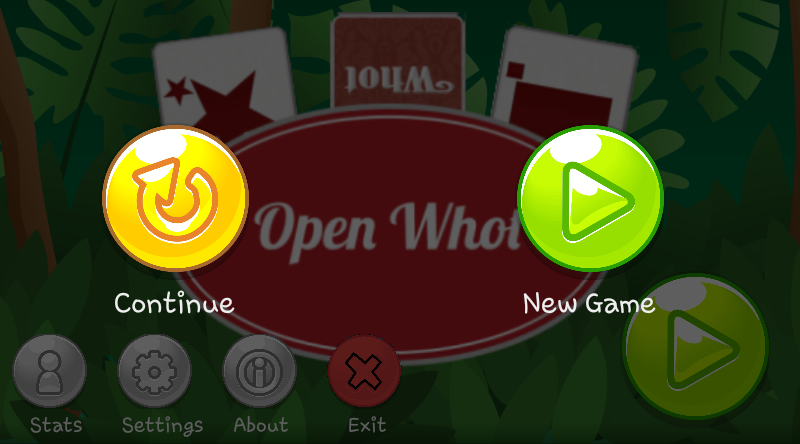 Whot
Open Whot
Continue
New Game
Stats
Settings
About
Exit